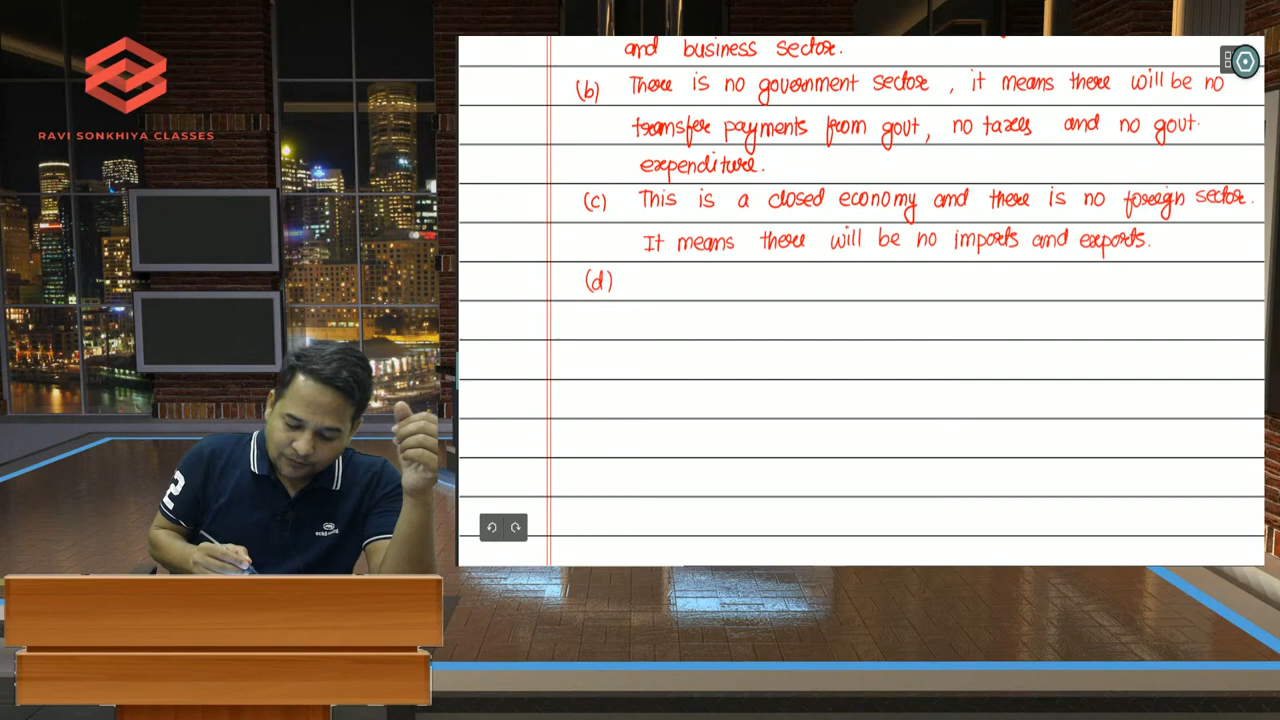 RAVI SONKHIYA CLASSES
and business sector.
(b) There is no government sector, it means there will be no
transfer payments from govt, no taxes and no govt.
expenditure.
(c) This is a closed economy and there is no foreign sector.
It means there will be no imports and exports.
(d)
2